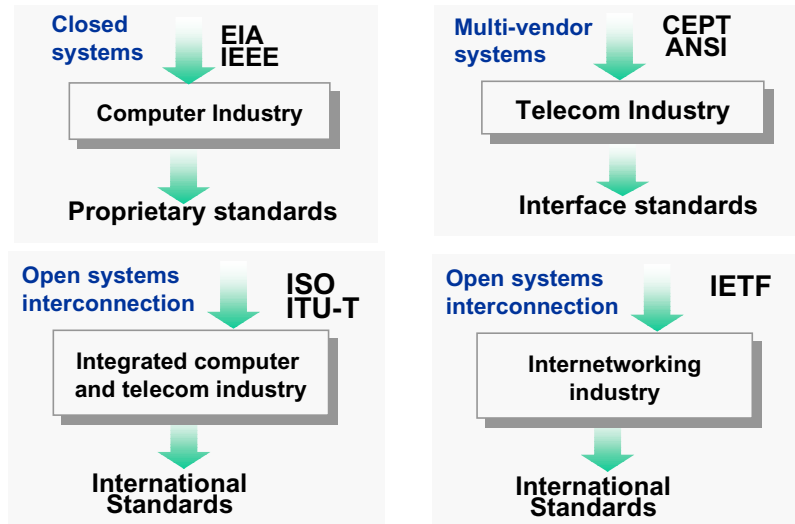 Closed
systems
EIA
IEEE
Computer Industry
Proprietary standards
Multi-vendor
systems
CEPT
ANSI
Telecom Industry
Interface standards
Open systems
interconnection
ISO
ITU-T
Integrated computer
and telecom industry
International
Standards
Open systems
interconnection
IETF
Internetworking
industry
International
Standards